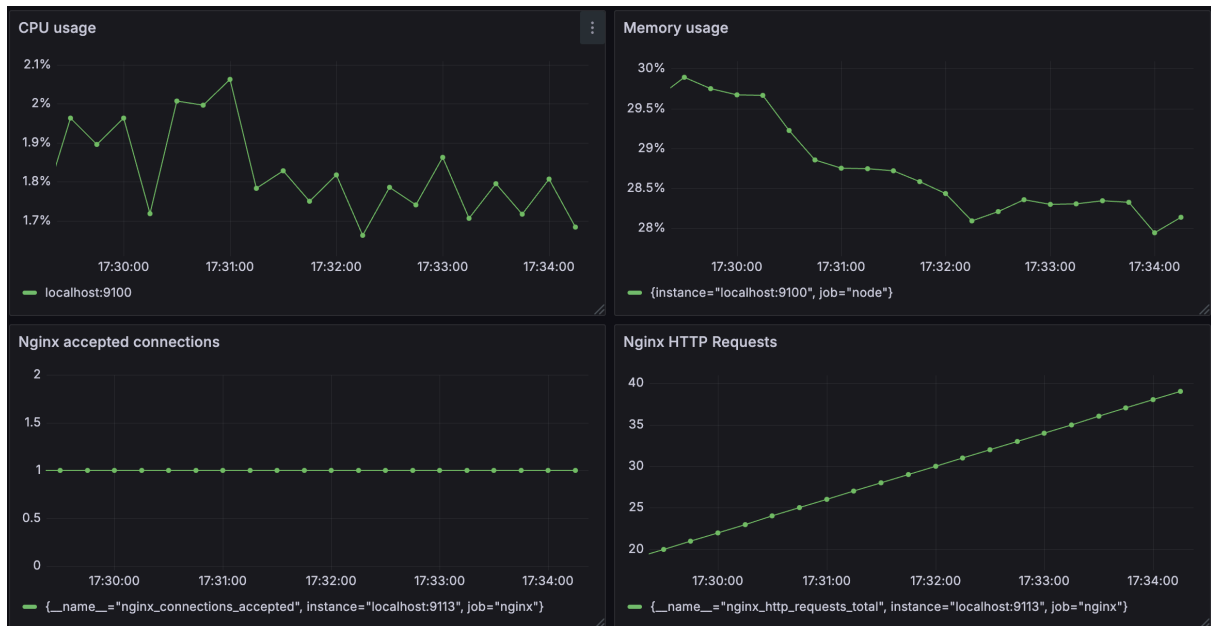 CPU usage
2.1%
2%
1.9%
1.8%
1.7%
17:30:00 17:31:00 17:32:00 17:33:00 17:34:00
localhost:9100
Memory usage
30%
29.5%
29%
28.5%
28%
17:30:00 17:31:00 17:32:00 17:33:00 17:34:00
{instance="localhost:9100", job="node"}
Nginx accepted connections
2
1.5
1
0.5
0
17:30:00 17:31:00 17:32:00 17:33:00 17:34:00
{__name__="nginx_connections_accepted", instance="localhost:9113", job="nginx"}
Nginx HTTP Requests
40
35
30
25
20
17:30:00 17:31:00 17:32:00 17:33:00 17:34:00
{__name__="nginx_http_requests_total", instance="localhost:9113", job="nginx"}